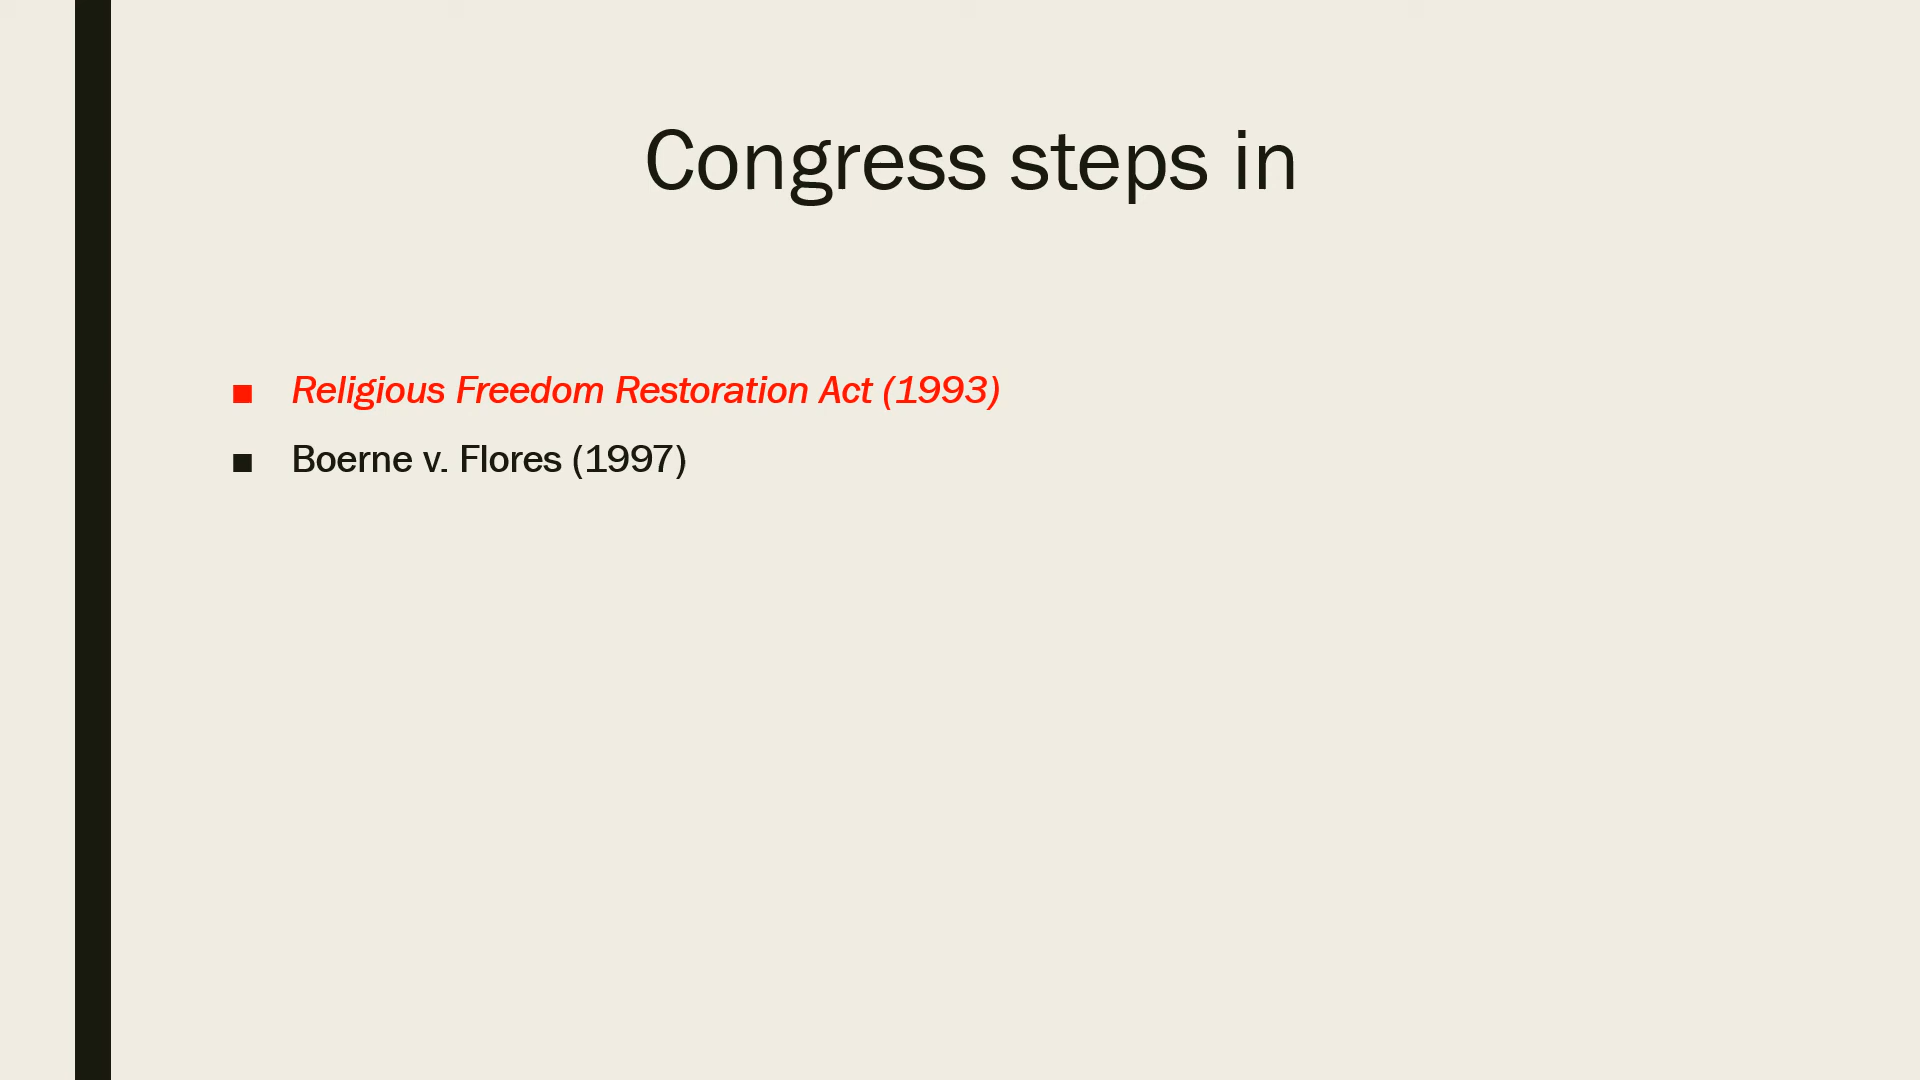 Congress steps in
■ Religious Freedom Restoration Act (1993)
■ Boerne v. Flores (1997)